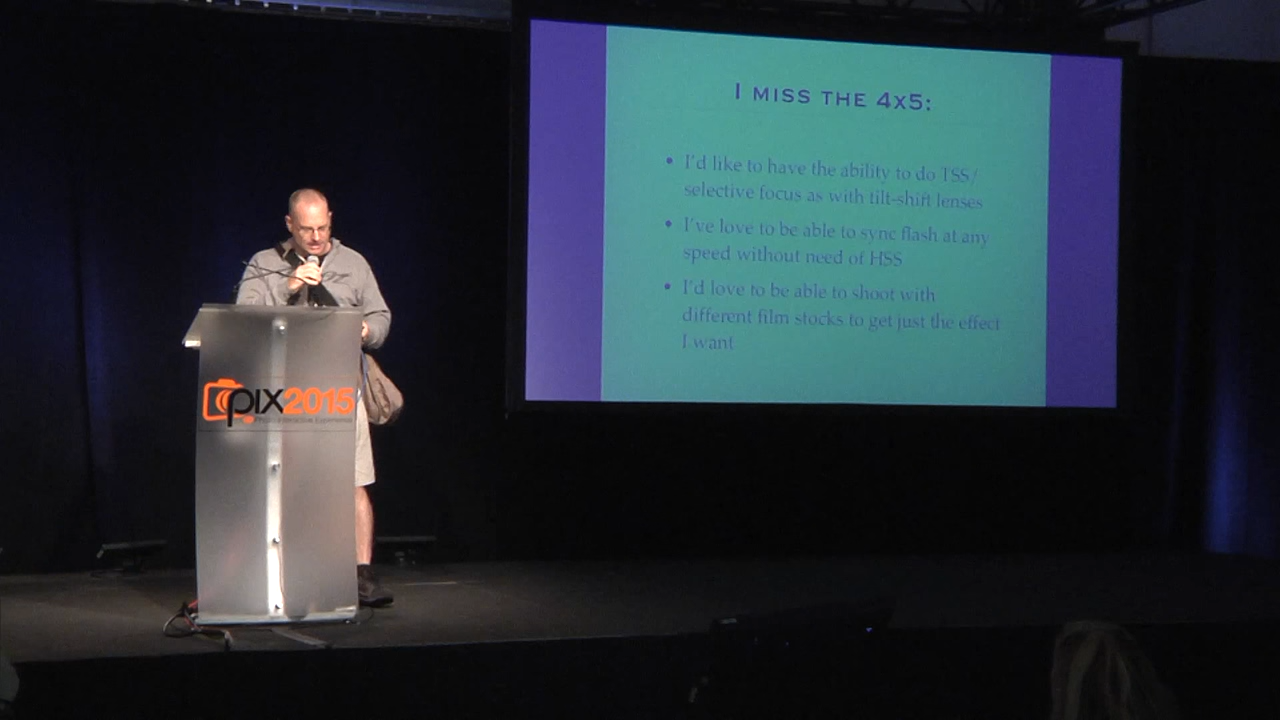 I MISS THE 4X5:
• I'd like to have the ability to do TSS/
selective focus as with tilt-shift lenses
• I've love to be able to sync flash at any
speed without need of HSS
• I'd love to be able to shoot with
different film stocks to get just the effect
I want
PIX2015